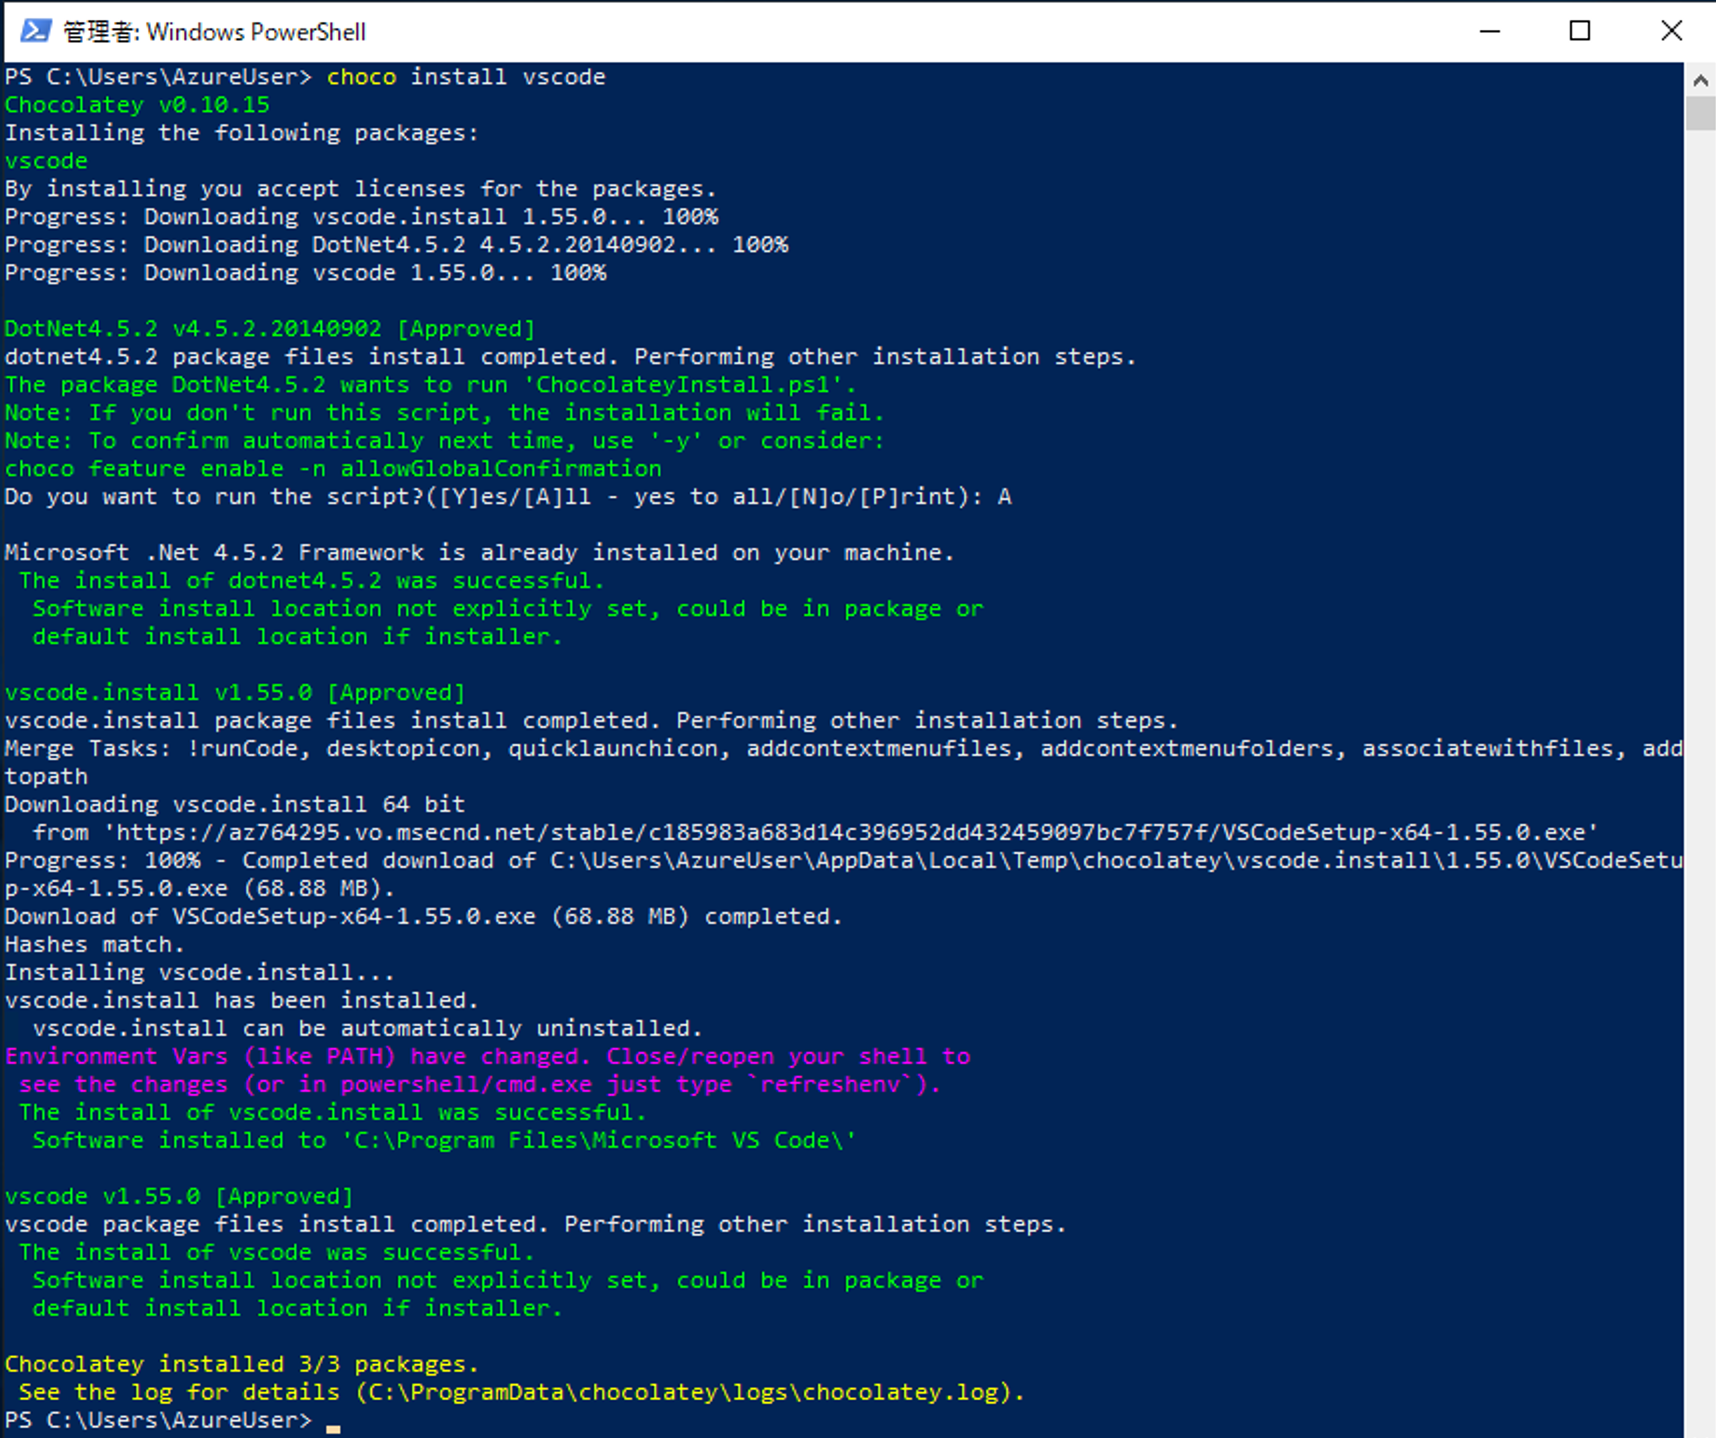 管理者: Windows PowerShell
PS C:\Users\AzureUser> choco install vscode
Chocolatey v0.10.15
Installing the following packages:
vscode
By installing you accept licenses for the packages.
Progress: Downloading vscode.install 1.55.0... 100%
Progress: Downloading DotNet4.5.2 4.5.2.20140902... 100%
Progress: Downloading vscode 1.55.0... 100%
DotNet4.5.2 v4.5.2.20140902 [Approved]
dotnet4.5.2 package files install completed. Performing other installation steps.
The package DotNet4.5.2 wants to run 'ChocolateyInstall.ps1'.
Note: If you don't run this script, the installation will fail.
Note: To confirm automatically next time, use '-y' or consider:
choco feature enable -n allowGlobalConfirmation
Do you want to run the script?([Y]es/[A]ll - yes to all/[N]o/[P]rint): A
Microsoft .Net 4.5.2 Framework is already installed on your machine.
The install of dotnet4.5.2 was successful.
Software install location not explicitly set, could be in package or
default install location if installer.
vscode.install v1.55.0 [Approved]
vscode.install package files install completed. Performing other installation steps.
Merge Tasks: !runCode, desktopicon, quicklaunchicon, addcontextmenufiles, addcontextmenufolders, associatewithfiles, add
topath
Downloading vscode.install 64 bit
from 'https://az764295.vo.msecnd.net/stable/c185983a683d14c396952dd432459097bc7f757f/VSCodeSetup-x64-1.55.0.exe'
Progress: 100% - Completed download of C:\Users\AzureUser\AppData\Local\Temp\chocolatey\vscode.install\1.55.0\VSCodeSetu
p-x64-1.55.0.exe (68.88 MB).
Download of VSCodeSetup-x64-1.55.0.exe (68.88 MB) completed.
Hashes match.
Installing vscode.install...
vscode.install has been installed.
vscode.install can be automatically uninstalled.
Environment Vars (like PATH) have changed. Close/reopen your shell to
see the changes (or in powershell/cmd.exe just type `refreshenv`).
The install of vscode.install was successful.
Software installed to 'C:\Program Files\Microsoft VS Code\'
vscode v1.55.0 [Approved]
vscode package files install completed. Performing other installation steps.
The install of vscode was successful.
Software install location not explicitly set, could be in package or
default install location if installer.
Chocolatey installed 3/3 packages.
See the log for details (C:\ProgramData\chocolatey\logs\chocolatey.log).
PS C:\Users\AzureUser>